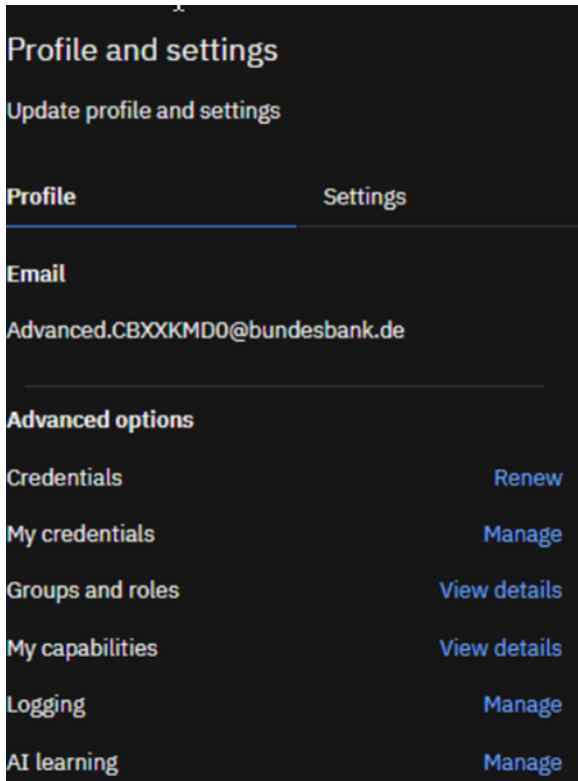 Profile and settings
Update profile and settings
Profile Settings
Email
Advanced.CBXXKMD0@bundesbank.de
Advanced options
Credentials Renew
My credentials Manage
Groups and roles View details
My capabilities View details
Logging Manage
AI learning Manage